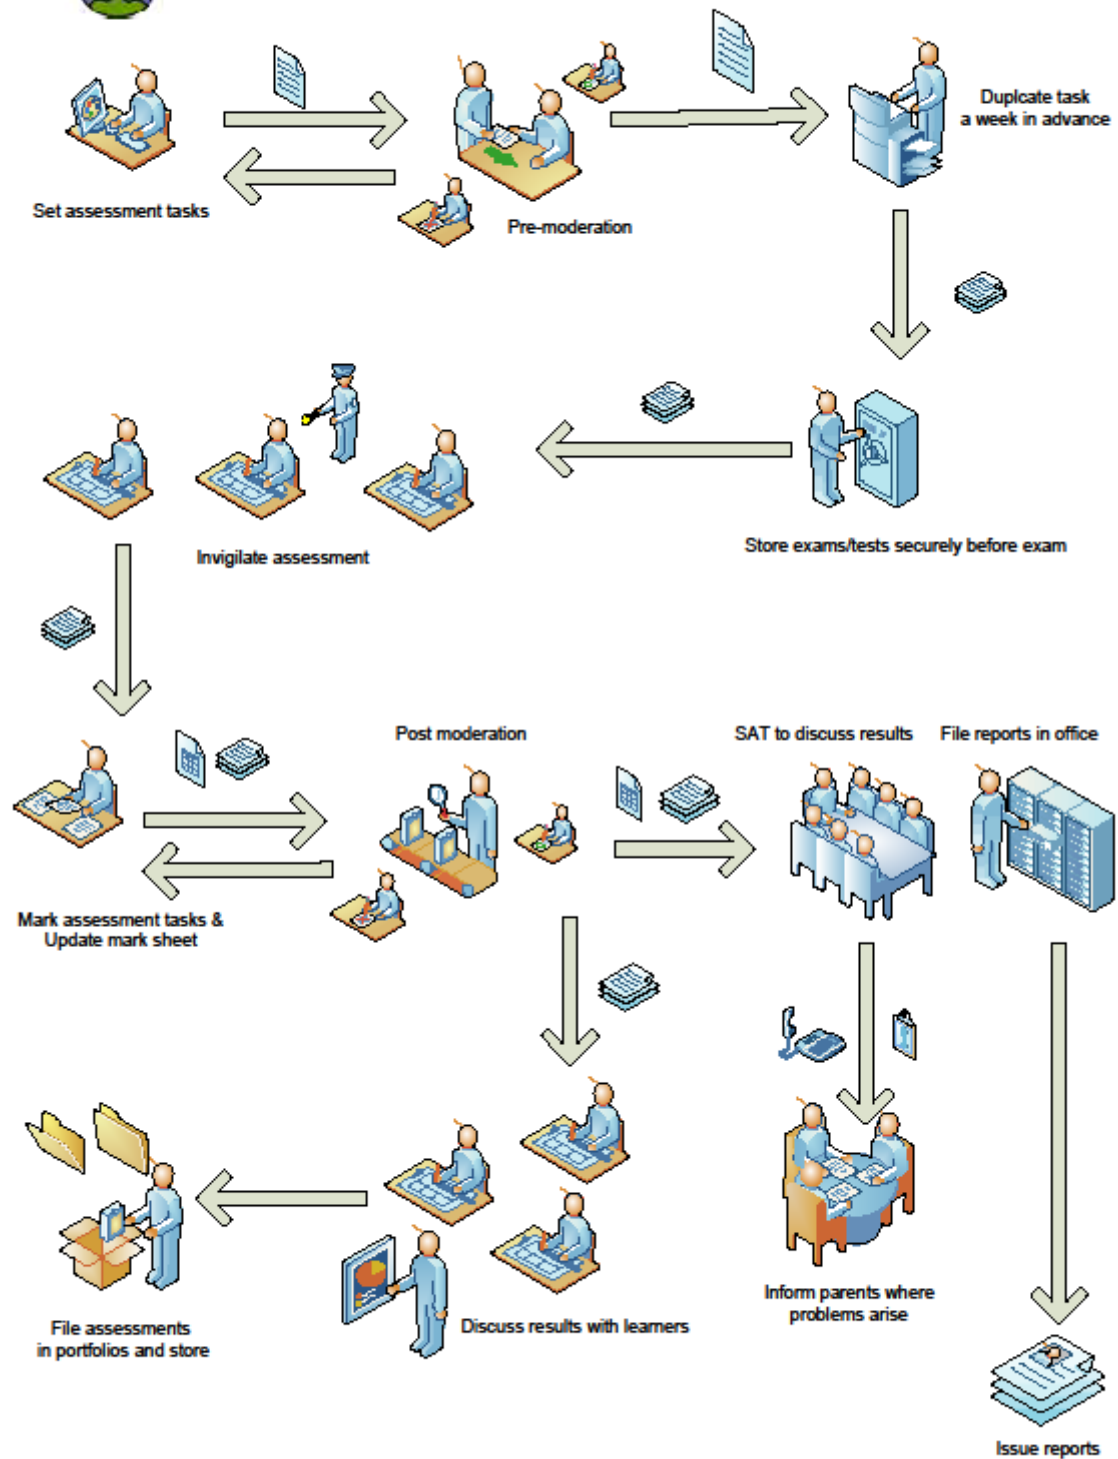 Duplcate task
a week in advance
Set assessment tasks
Pre-moderation
Store exams/tests securely before exam
Invigilate assessment
Post moderation
SAT to discuss results
File reports in office
Mark assessment tasks &
Update mark sheet
Inform parents where
problems arise
File assessments
in portfolios and store
Discuss results with learners
Issue reports